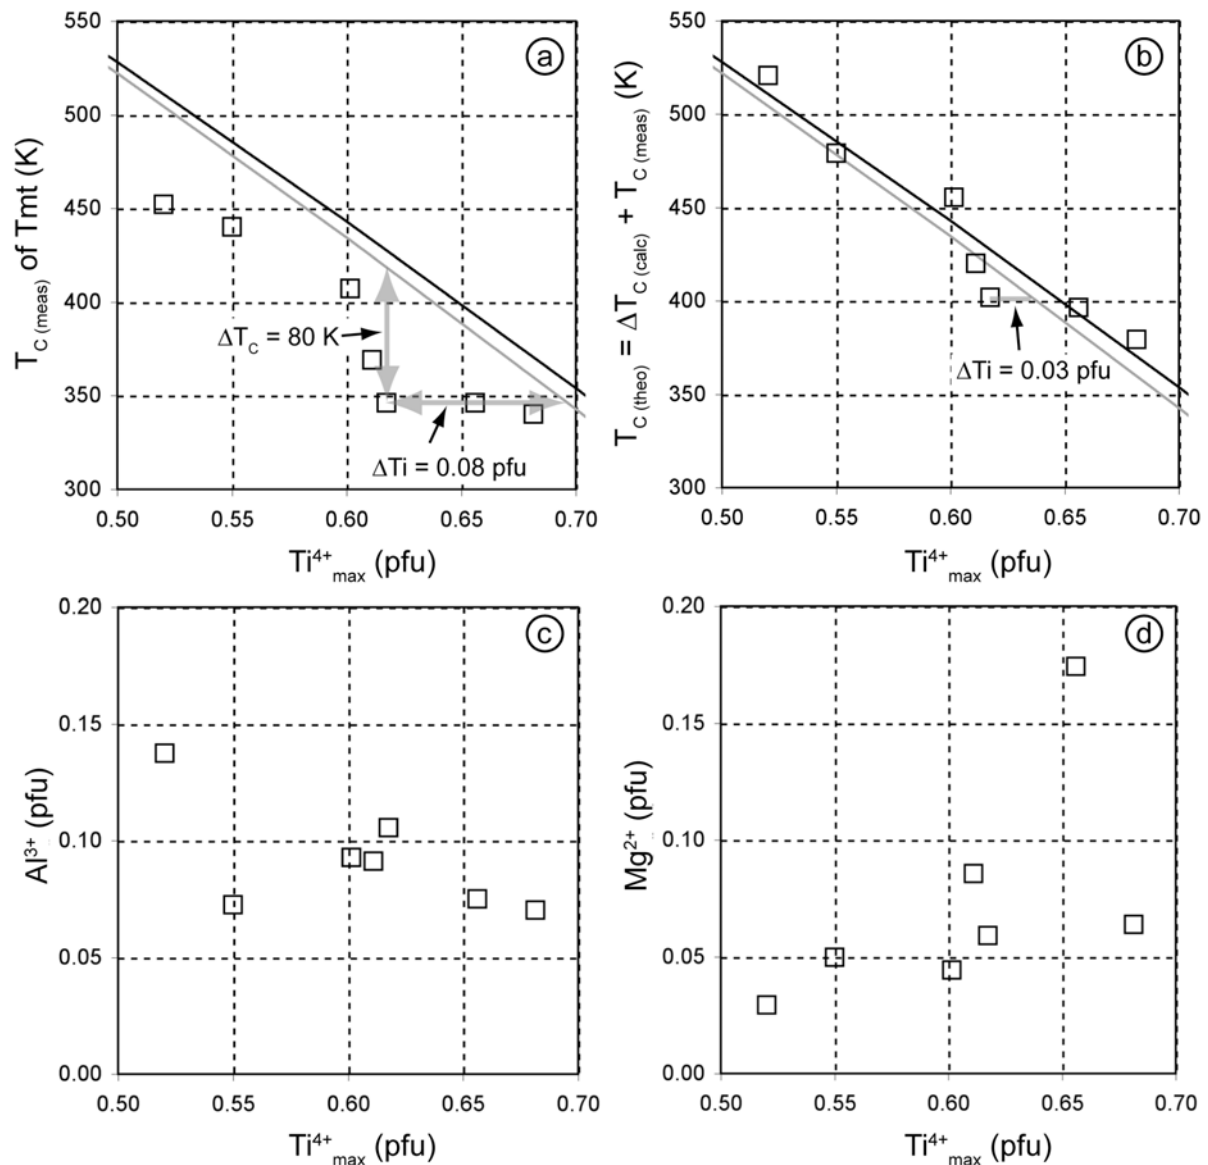 a
T_C (meas) of Tmt (K)
550
500
450
400
350
300
ΔT_C = 80 K
ΔTi = 0.08 pfu
0.50 0.55 0.60 0.65 0.70
Ti⁴⁺_max (pfu)
b
T_C (theo) = ΔT_C (calc) + T_C (meas) (K)
550
500
450
400
350
300
ΔTi = 0.03 pfu
0.50 0.55 0.60 0.65 0.70
Ti⁴⁺_max (pfu)
c
Al³⁺ (pfu)
0.20
0.15
0.10
0.05
0.00
0.50 0.55 0.60 0.65 0.70
Ti⁴⁺_max (pfu)
d
Mg²⁺ (pfu)
0.20
0.15
0.10
0.05
0.00
0.50 0.55 0.60 0.65 0.70
Ti⁴⁺_max (pfu)